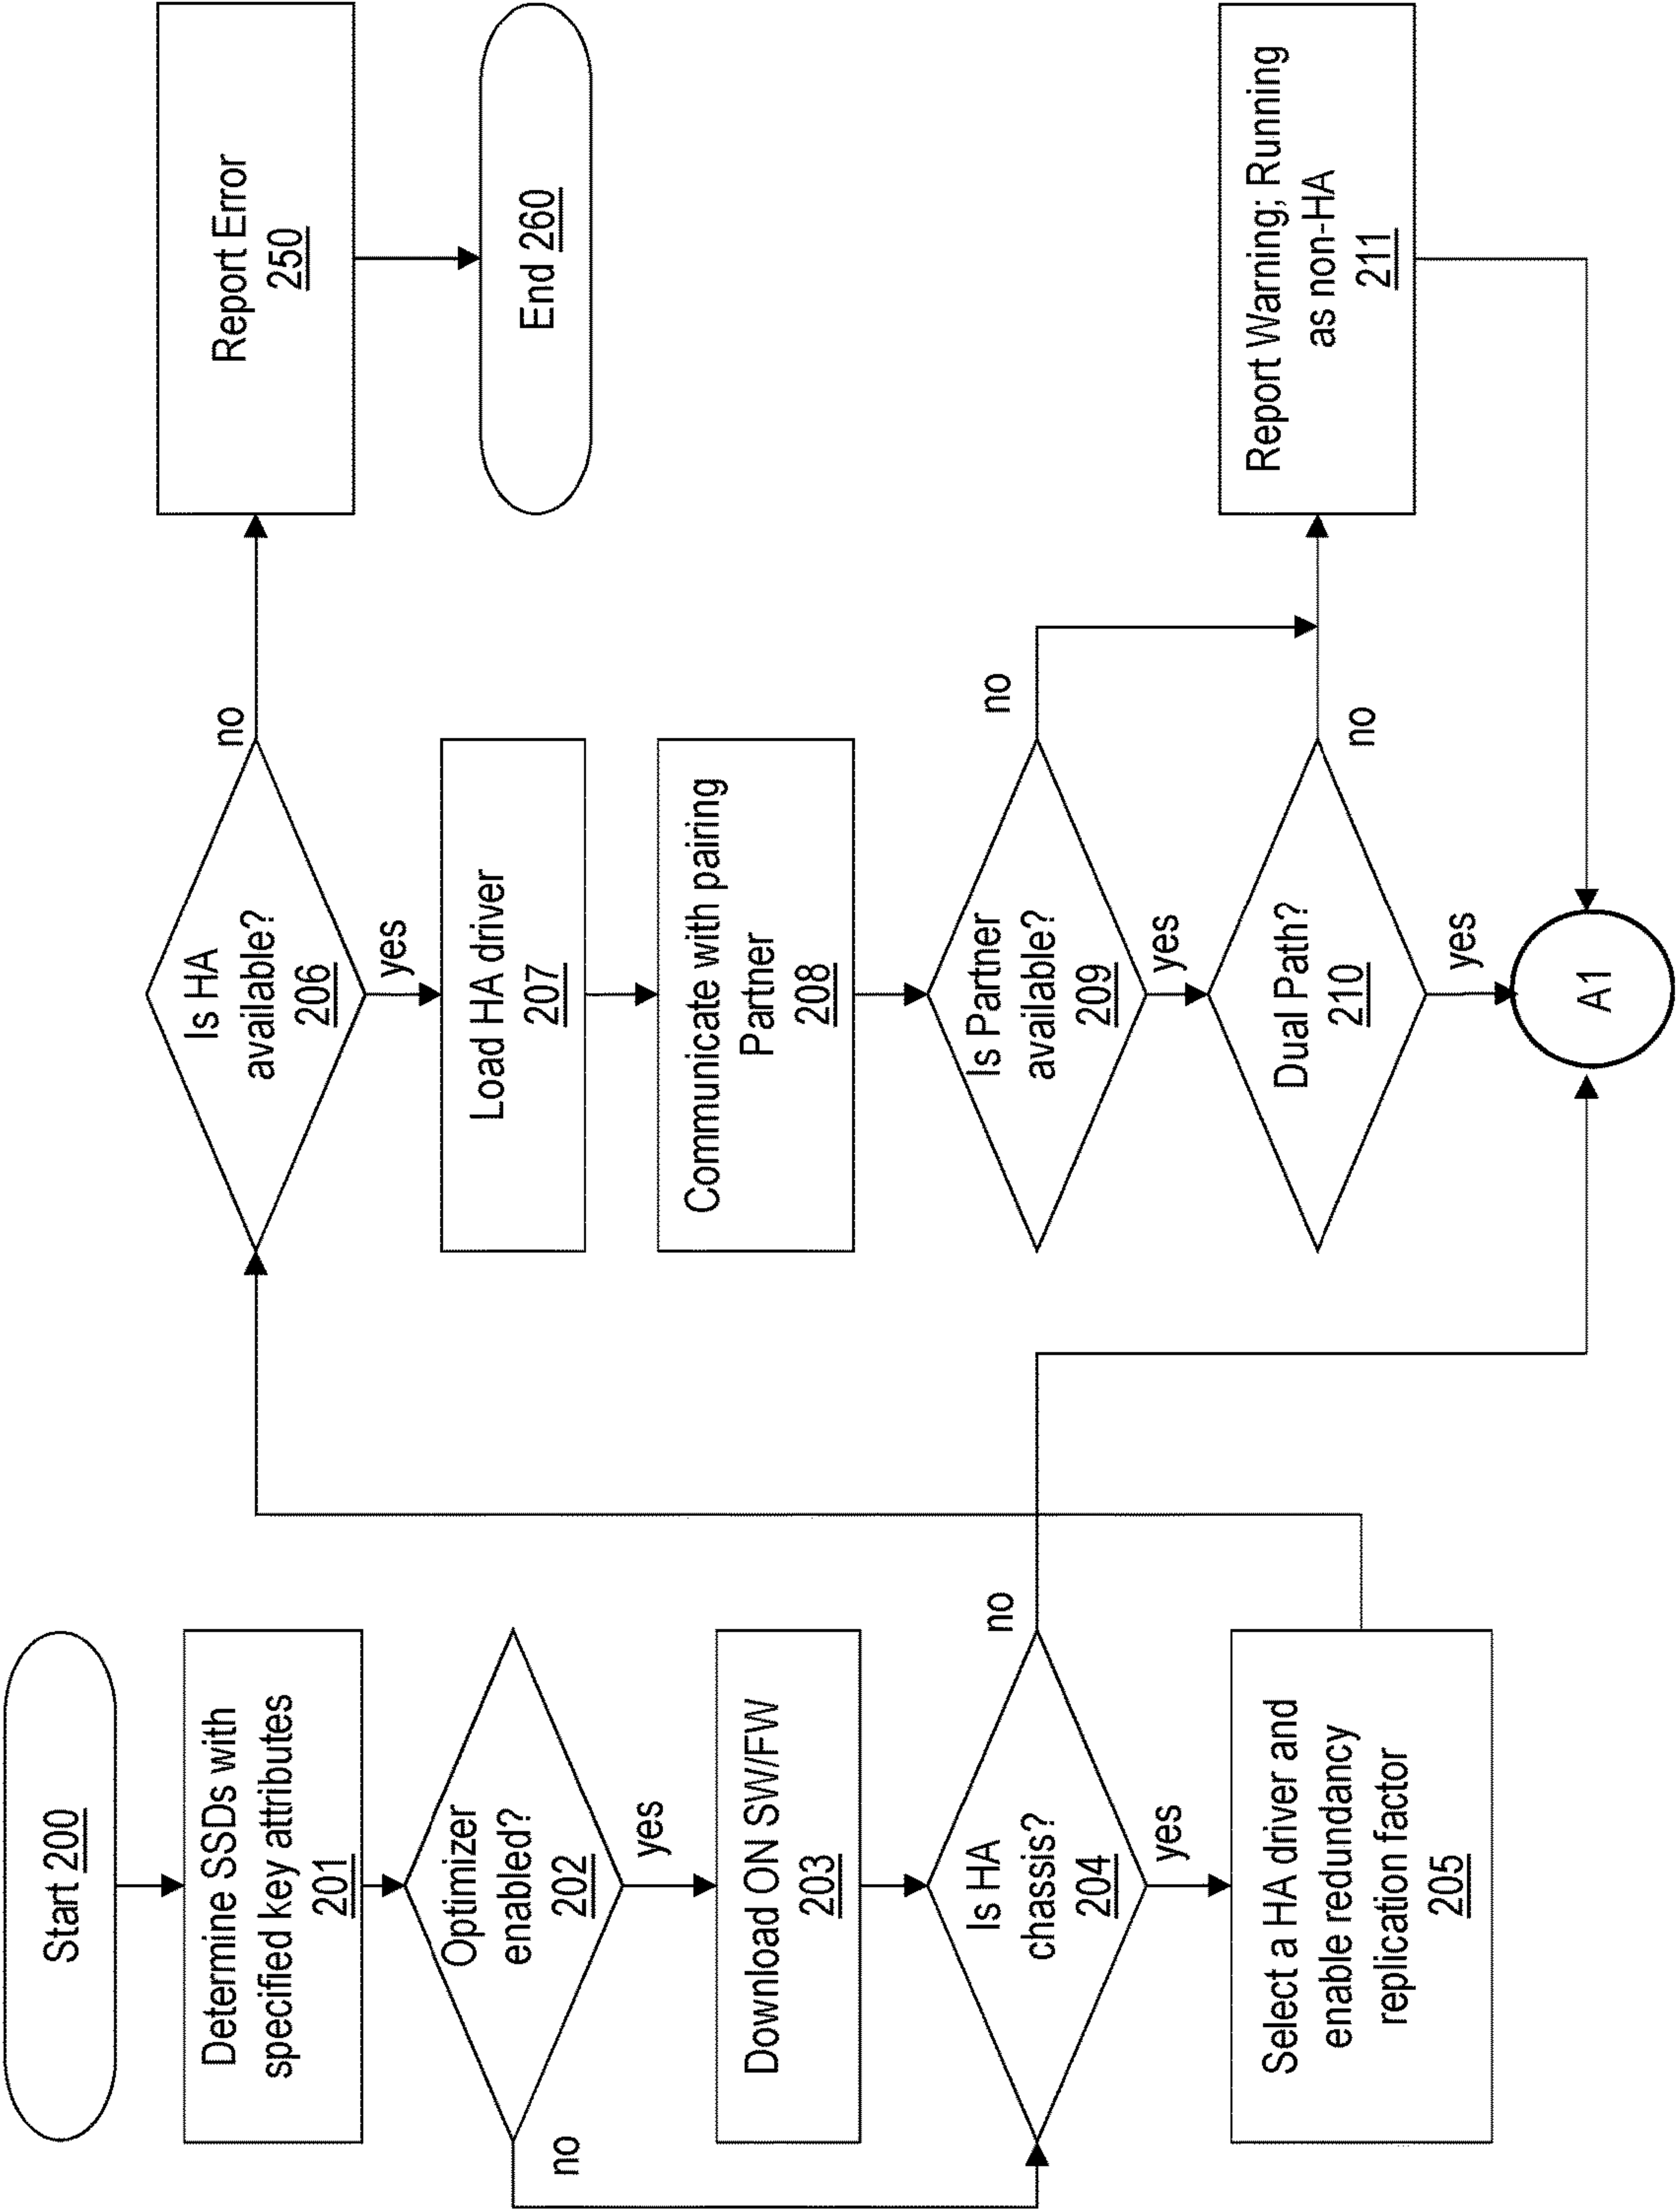 Start 200
Determine SSDs with
specified key attributes
201
Optimizer
enabled?
202
no
yes
Download ON SW/FW
203
Is HA
chassis?
204
no
yes
Select a HA driver and
enable redundancy
replication factor
205
Is HA
available?
206
no
yes
Report Error
250
End 260
Load HA driver
207
Communicate with pairing
Partner
208
Is Partner
available?
209
no
yes
Dual Path?
210
no
yes
Report Warning; Running
as non-HA
211
A1